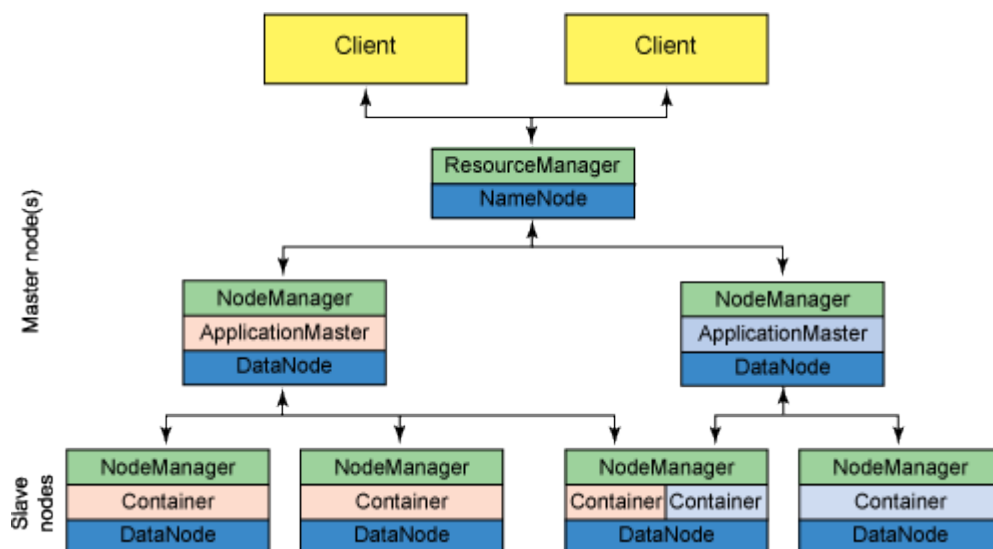 Client
Client
ResourceManager
NameNode
Master node(s)
NodeManager
ApplicationMaster
DataNode
NodeManager
ApplicationMaster
DataNode
Slave
nodes
NodeManager
Container
DataNode
NodeManager
Container
DataNode
NodeManager
Container
Container
DataNode
NodeManager
Container
DataNode